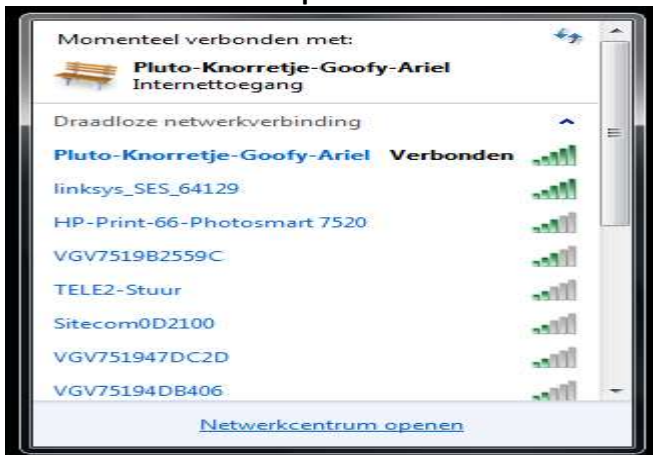 Momenteel verbonden met:
Pluto-Knorretje-Goofy-Ariel
Internettoegang
Draadloze netwerkverbinding
Pluto-Knorretje-Goofy-Ariel Verbonden
linksys_SES_64129
HP-Print-66-Photosmart 7520
VGV7519B2559C
TELE2-Stuur
Sitecom0D2100
VGV751947DC2D
VGV75194DB406
Netwerkcentrum openen